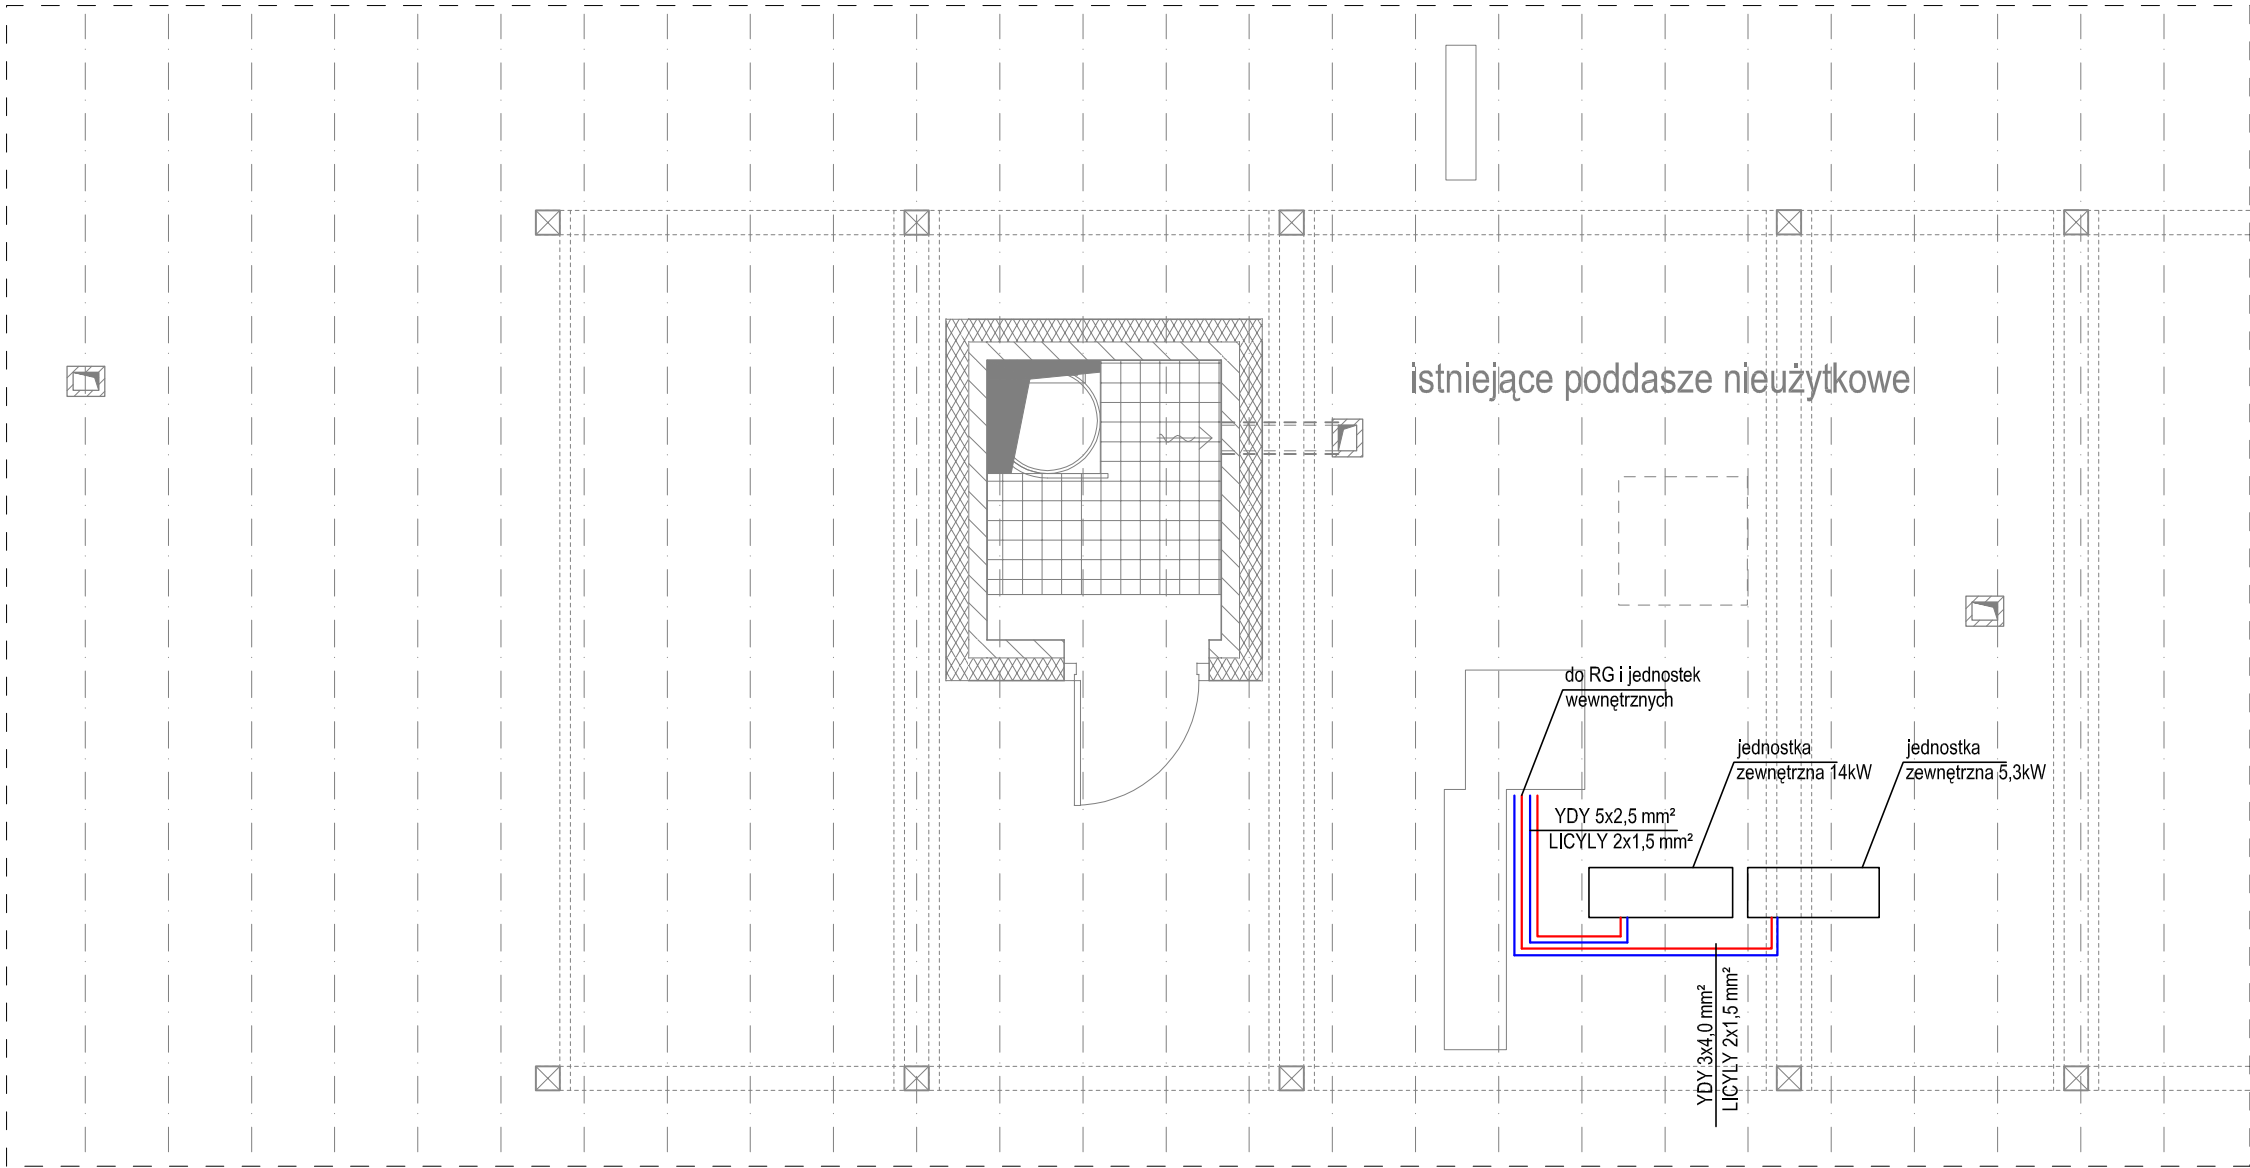 istniejące poddasze nieużytkowe
do RG i jednostek
wewnętrznych
jednostka
zewnętrzna 14kW
jednostka
zewnętrzna 5,3kW
YDY 5x2,5 mm²
LICYLY 2x1,5 mm²
YDY 3x4,0 mm²
LICYLY 2x1,5 mm²